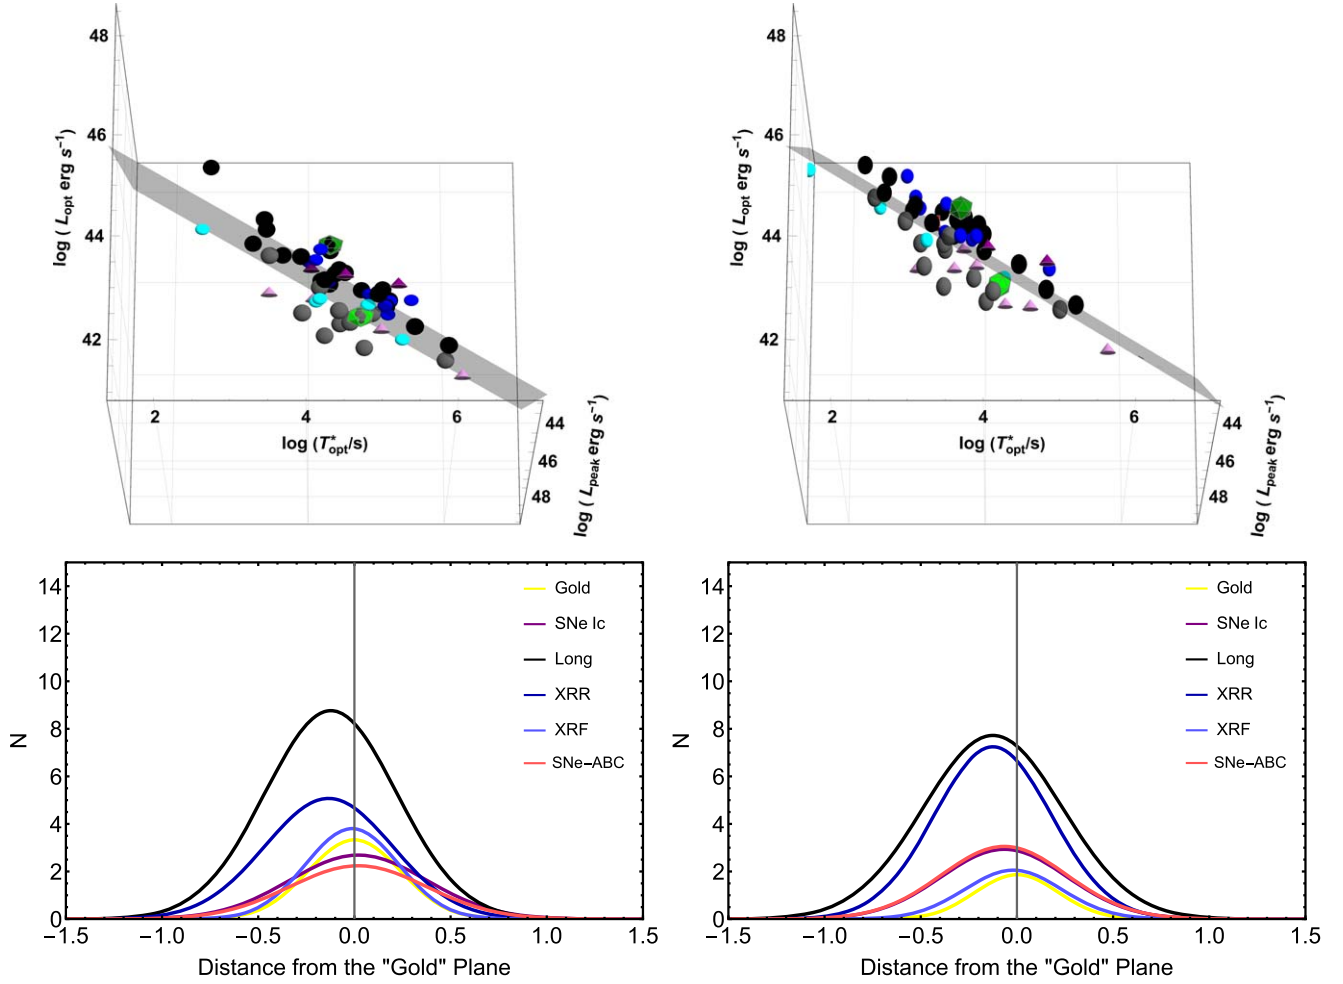 48
46
44
42
log ( L_opt erg s⁻¹)
2
4
6
log (T*_opt/s)
44
46
48
log ( L_peak erg s⁻¹)
48
46
44
42
log ( L_opt erg s⁻¹)
2
4
6
log (T*_opt/s)
44
46
48
log ( L_peak erg s⁻¹)
14
12
10
8
6
4
2
0
N
Gold
SNe Ic
Long
XRR
XRF
SNe−ABC
−1.5
−1.0
−0.5
0.0
0.5
1.0
1.5
Distance from the "Gold" Plane
14
12
10
8
6
4
2
0
N
Gold
SNe Ic
Long
XRR
XRF
SNe−ABC
−1.5
−1.0
−0.5
0.0
0.5
1.0
1.5
Distance from the "Gold" Plane